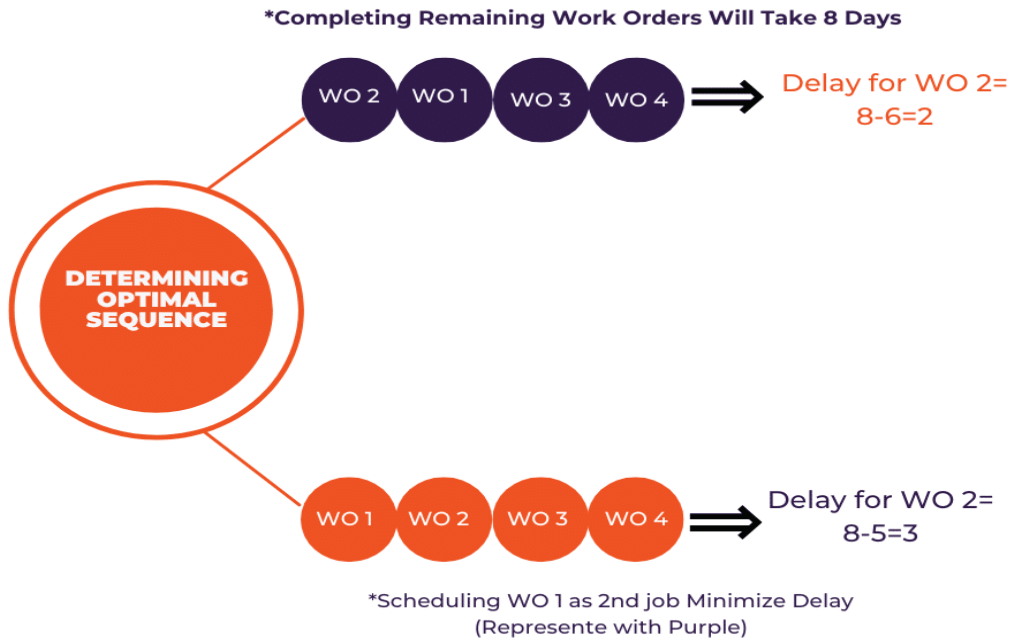 *Completing Remaining Work Orders Will Take 8 Days
WO 2 WO 1 WO 3 WO 4
Delay for WO 2=
8-6=2
DETERMINING
OPTIMAL
SEQUENCE
WO 1 WO 2 WO 3 WO 4
Delay for WO 2=
8-5=3
*Scheduling WO 1 as 2nd job Minimize Delay
(Represente with Purple)